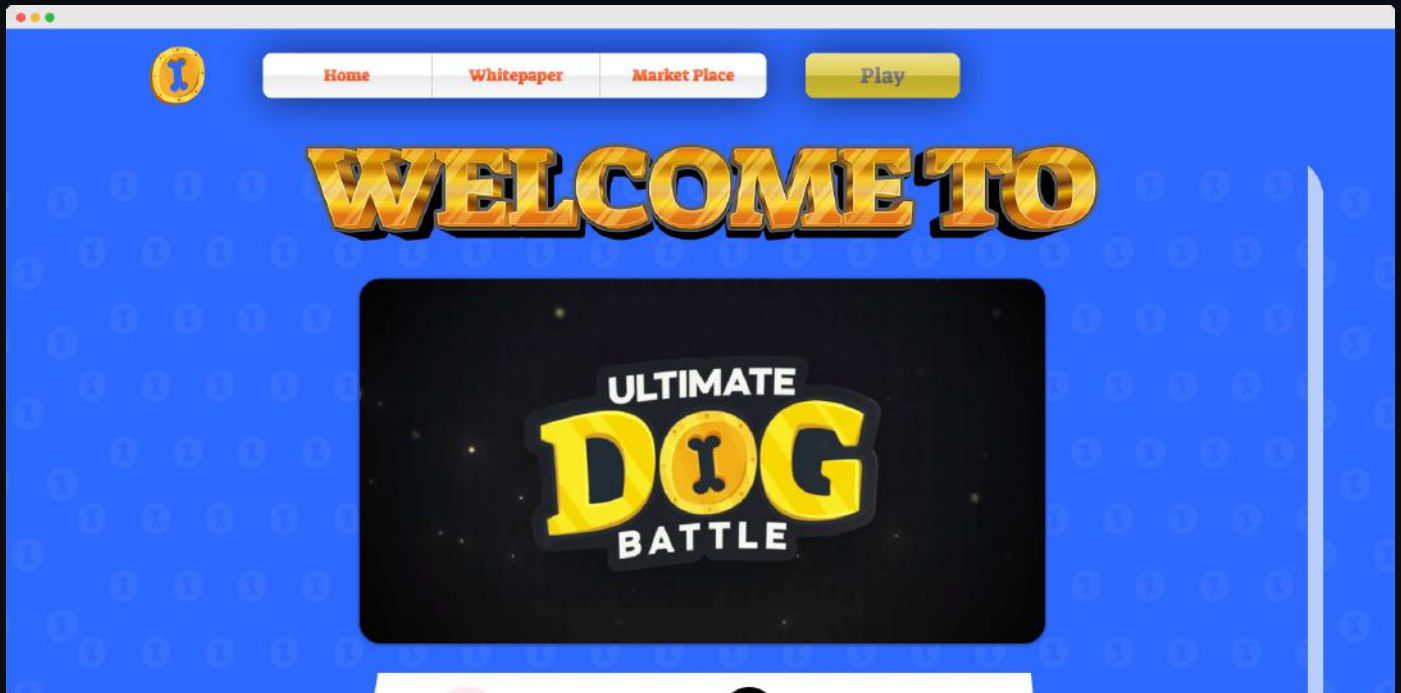 Home Whitepaper Market Place Play
WELCOME TO
ULTIMATE
DOG
BATTLE